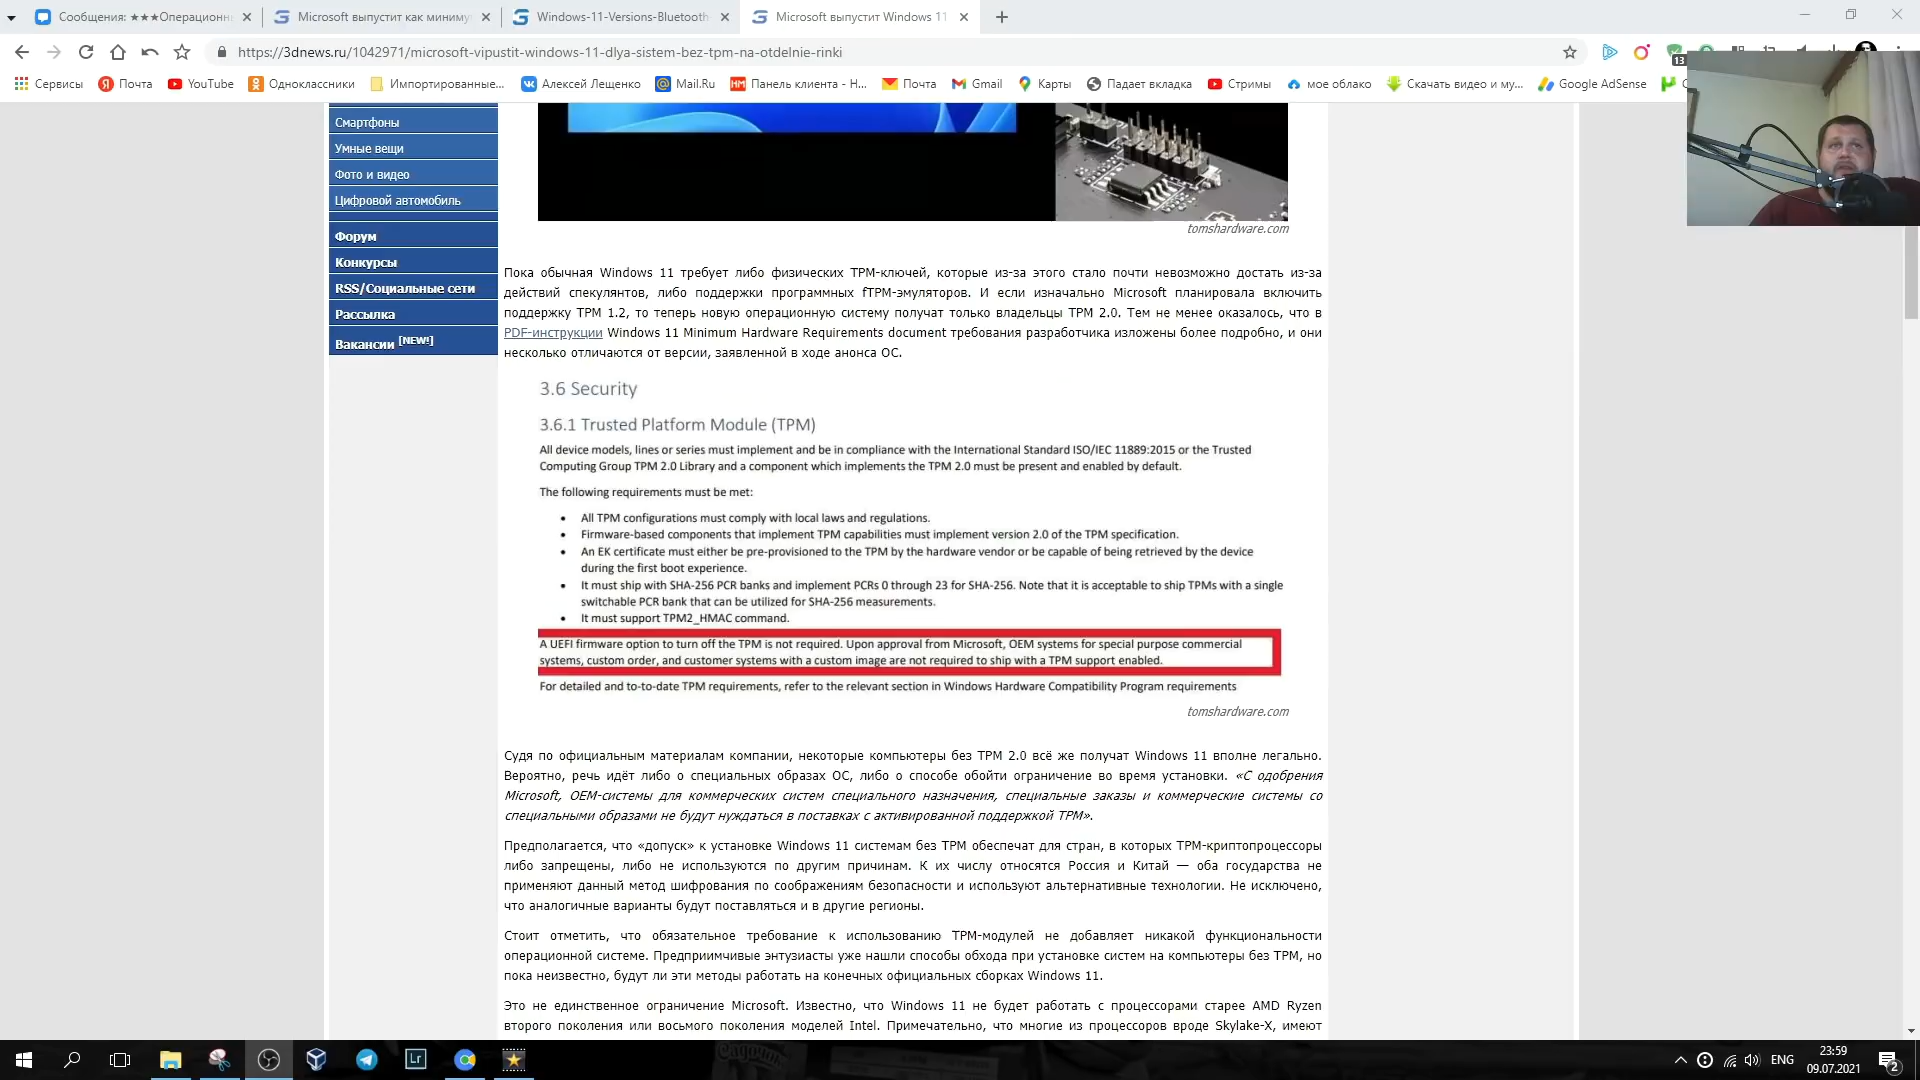 Сообщения: ★★★Операционн
Microsoft выпустит как миниму
Windows-11-Versions-Bluetooth
Microsoft выпустит Windows 11
https://3dnews.ru/1042971/microsoft-vipustit-windows-11-dlya-sistem-bez-tpm-na-otdelnie-rinki
13
Сервисы
Почта
YouTube
Одноклассники
Импортированные...
Алексей Лещенко
Mail.Ru
Панель клиента - Н...
Почта
Gmail
Карты
Падает вкладка
Стримы
мое облако
Скачать видео и му...
Google AdSense
Смартфоны
Умные вещи
Фото и видео
Цифровой автомобиль
Форум
Конкурсы
RSS/Социальные сети
Рассылка
Вакансии [NEW!]
tomshardware.com
Пока обычная Windows 11 требует либо физических TPM-ключей, которые из-за этого стало почти невозможно достать из-за
действий спекулянтов, либо поддержки программных fTPM-эмуляторов. И если изначально Microsoft планировала включить
поддержку TPM 1.2, то теперь новую операционную систему получат только владельцы TPM 2.0. Тем не менее оказалось, что в
PDF-инструкции Windows 11 Minimum Hardware Requirements document требования разработчика изложены более подробно, и они
несколько отличаются от версии, заявленной в ходе анонса ОС.
3.6 Security
3.6.1 Trusted Platform Module (TPM)
All device models, lines or series must implement and be in compliance with the International Standard ISO/IEC 11889:2015 or the Trusted
Computing Group TPM 2.0 Library and a component which implements the TPM 2.0 must be present and enabled by default.
The following requirements must be met:
• All TPM configurations must comply with local laws and regulations.
• Firmware-based components that implement TPM capabilities must implement version 2.0 of the TPM specification.
• An EK certificate must either be pre-provisioned to the TPM by the hardware vendor or be capable of being retrieved by the device
during the first boot experience.
• It must ship with SHA-256 PCR banks and implement PCRs 0 through 23 for SHA-256. Note that it is acceptable to ship TPMs with a single
switchable PCR bank that can be utilized for SHA-256 measurements.
• It must support TPM2_HMAC command.
A UEFI firmware option to turn off the TPM is not required. Upon approval from Microsoft, OEM systems for special purpose commercial
systems, custom order, and customer systems with a custom image are not required to ship with a TPM support enabled.
For detailed and to-to-date TPM requirements, refer to the relevant section in Windows Hardware Compatibility Program requirements
tomshardware.com
Судя по официальным материалам компании, некоторые компьютеры без TPM 2.0 всё же получат Windows 11 вполне легально.
Вероятно, речь идёт либо о специальных образах ОС, либо о способе обойти ограничение во время установки. «С одобрения
Microsoft, OEM-системы для коммерческих систем специального назначения, специальные заказы и коммерческие системы со
специальными образами не будут нуждаться в поставках с активированной поддержкой TPM».
Предполагается, что «допуск» к установке Windows 11 системам без TPM обеспечат для стран, в которых TPM-криптопроцессоры
либо запрещены, либо не используются по другим причинам. К их числу относятся Россия и Китай — оба государства не
применяют данный метод шифрования по соображениям безопасности и используют альтернативные технологии. Не исключено,
что аналогичные варианты будут поставляться и в другие регионы.
Стоит отметить, что обязательное требование к использованию TPM-модулей не добавляет никакой функциональности
операционной системе. Предприимчивые энтузиасты уже нашли способы обхода при установке систем на компьютеры без TPM, но
пока неизвестно, будут ли эти методы работать на конечных официальных сборках Windows 11.
Это не единственное ограничение Microsoft. Известно, что Windows 11 не будет работать с процессорами старее AMD Ryzen
второго поколения или восьмого поколения моделей Intel. Примечательно, что многие из процессоров вроде Skylake-X, имеют
Lr
ENG
23:59
09.07.2021
2